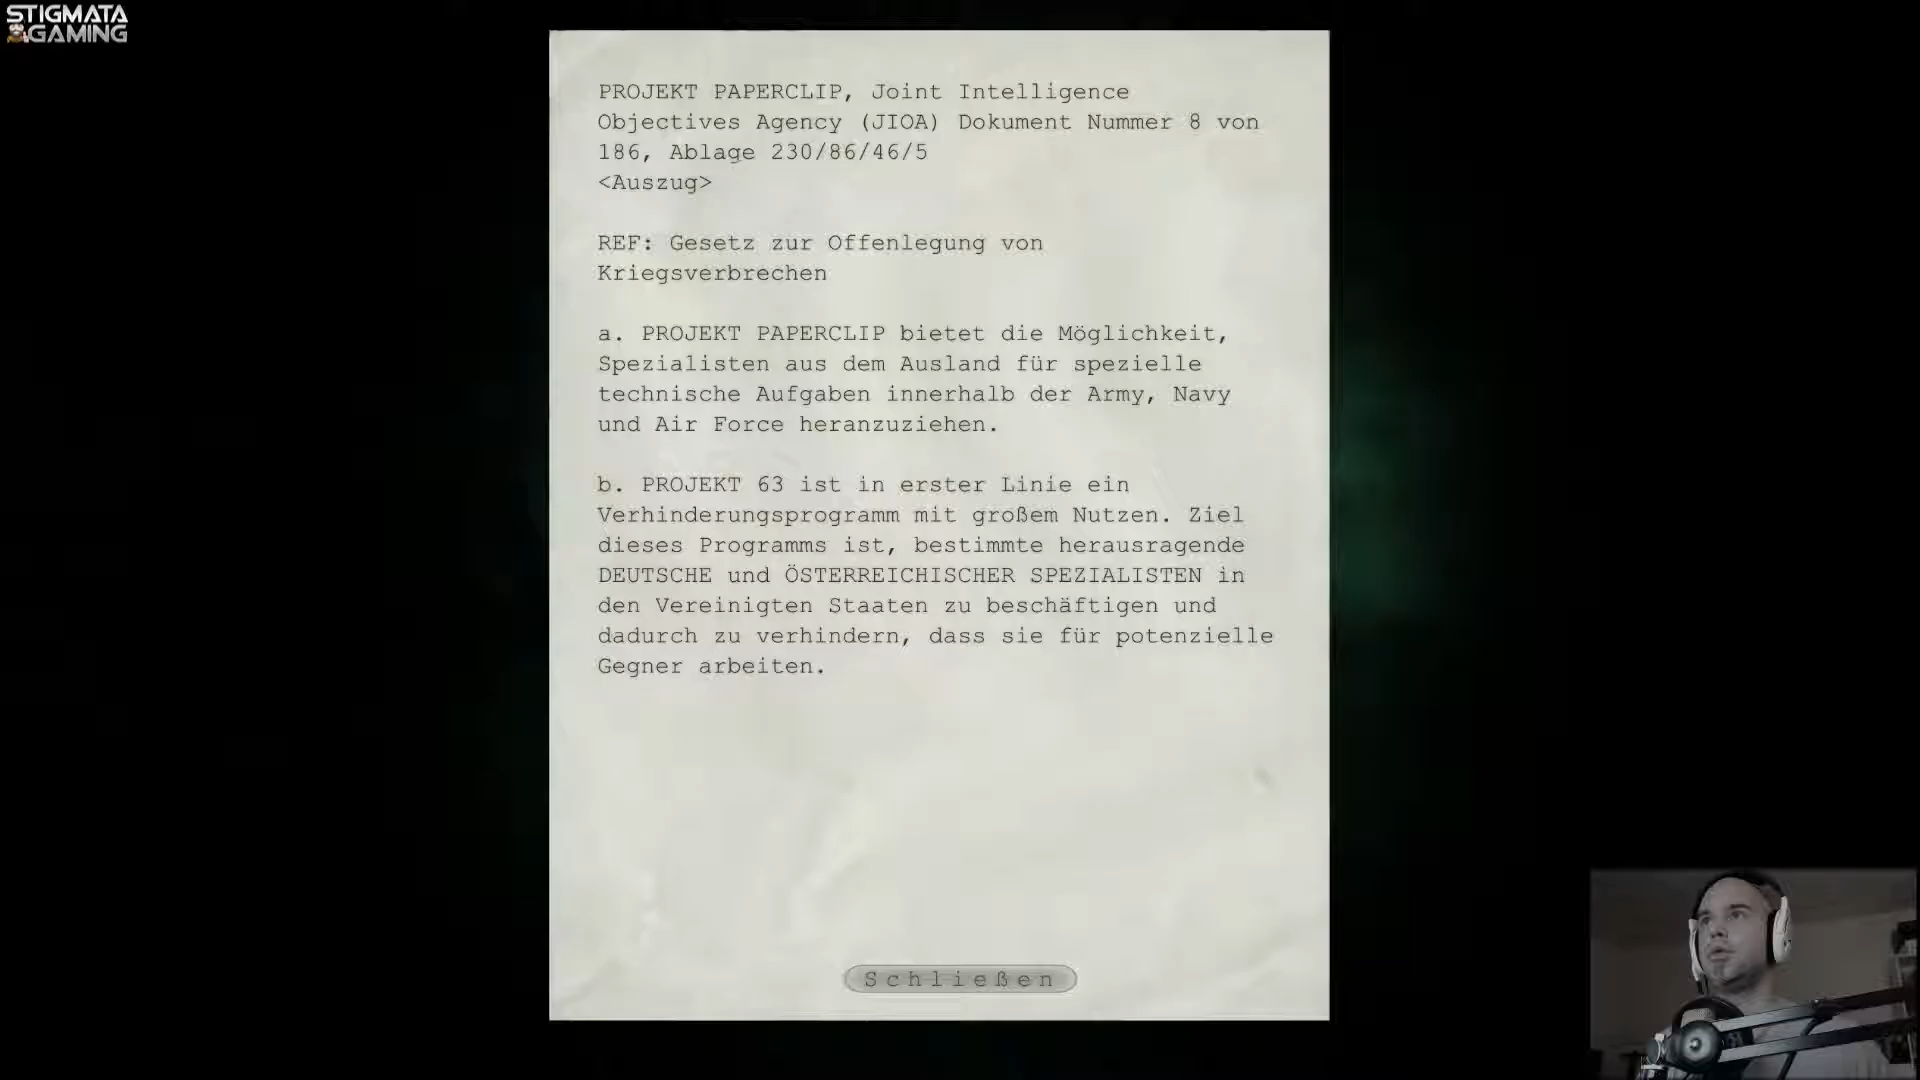 STIGMATA
GAMING
PROJEKT PAPERCLIP, Joint Intelligence
Objectives Agency (JIOA) Dokument Nummer 8 von
186, Ablage 230/86/46/5
<Auszug>
REF: Gesetz zur Offenlegung von
Kriegsverbrechen
a. PROJEKT PAPERCLIP bietet die Möglichkeit,
Spezialisten aus dem Ausland für spezielle
technische Aufgaben innerhalb der Army, Navy
und Air Force heranzuziehen.
b. PROJEKT 63 ist in erster Linie ein
Verhinderungsprogramm mit großem Nutzen. Ziel
dieses Programms ist, bestimmte herausragende
DEUTSCHE und ÖSTERREICHISCHER SPEZIALISTEN in
den Vereinigten Staaten zu beschäftigen und
dadurch zu verhindern, dass sie für potenzielle
Gegner arbeiten.
Schließen